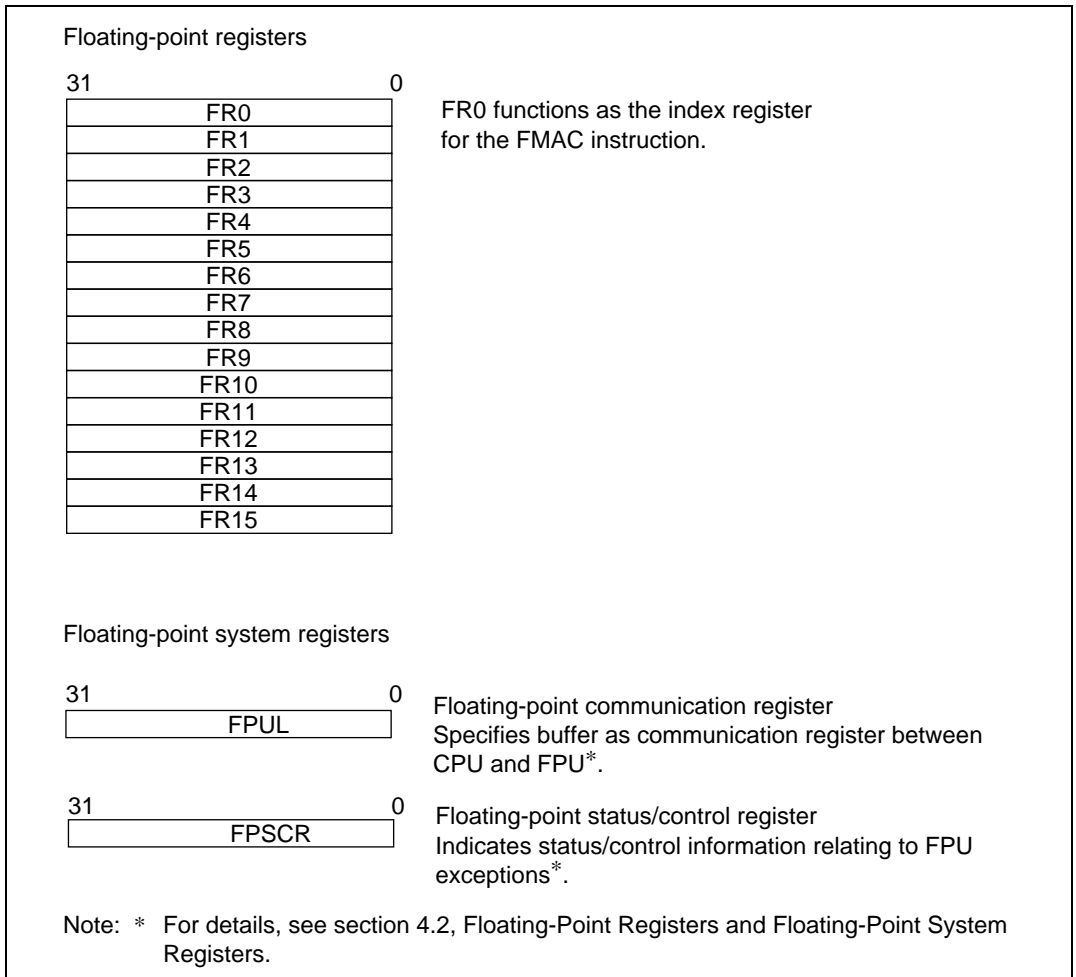 Floating-point registers
31 0
FR0
FR1
FR2
FR3
FR4
FR5
FR6
FR7
FR8
FR9
FR10
FR11
FR12
FR13
FR14
FR15
FR0 functions as the index register
for the FMAC instruction.
Floating-point system registers
31 0
FPUL
Floating-point communication register
Specifies buffer as communication register between
CPU and FPU*.
31 0
FPSCR
Floating-point status/control register
Indicates status/control information relating to FPU
exceptions*.
Note: * For details, see section 4.2, Floating-Point Registers and Floating-Point System
Registers.